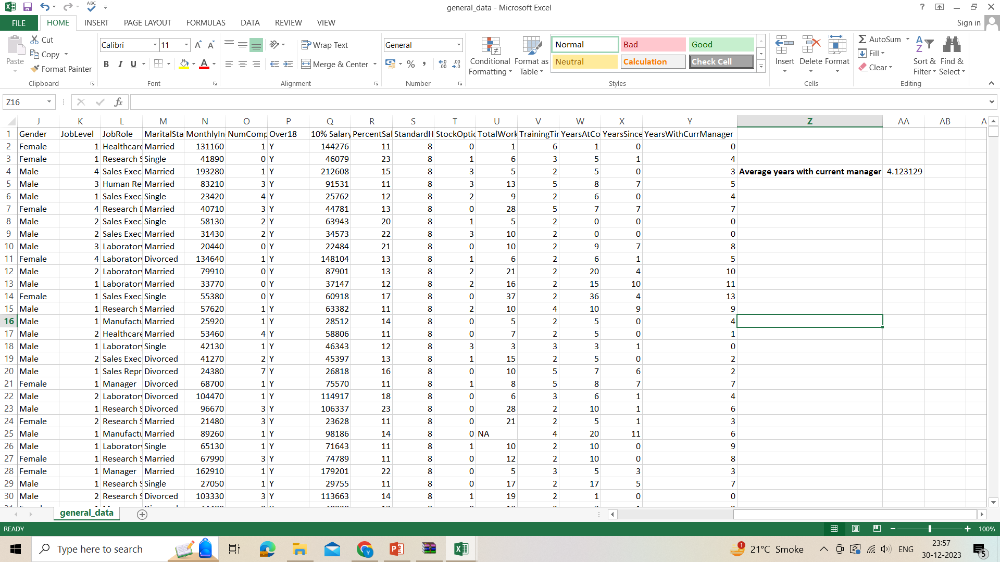 ABC
general_data - Microsoft Excel
?
FILE HOME INSERT PAGE LAYOUT FORMULAS DATA REVIEW VIEW Sign in
Paste Cut Copy Format Painter Clipboard
Calibri 11 A A B I U A Font
Wrap Text Merge & Center Alignment
General % , Number
Conditional Formatting Format as Table
Normal Bad Good
Neutral Calculation Check Cell
Styles
Insert Delete Format Cells
AutoSum Fill Clear Sort & Filter Find & Select Editing
Z16 fx
J K L M N O P Q R S T U V W X Y Z AA AB A
1 Gender JobLevel JobRole MaritalSta MonthlyIn NumComp Over18 10% Salary PercentSal StandardH StockOptio TotalWork TrainingTin YearsAtCo YearsSince YearsWithCurrManager
2 Female 1 Healthcare Married 131160 1 Y 144276 11 8 0 1 6 1 0 0
3 Female 1 Research S Single 41890 0 Y 46079 23 8 1 6 3 5 1 4
4 Male 4 Sales Exec Married 193280 1 Y 212608 15 8 3 5 2 5 0 3 Average years with current manager 4.123129
5 Male 3 Human Re Married 83210 3 Y 91531 11 8 3 13 5 8 7 5
6 Male 1 Sales Exec Single 23420 4 Y 25762 12 8 2 9 2 6 0 4
7 Female 4 Research D Married 40710 3 Y 44781 13 8 0 28 5 7 7 7
8 Male 2 Sales Exec Single 58130 2 Y 63943 20 8 1 5 2 0 0 0
9 Male 2 Sales Exec Married 31430 2 Y 34573 22 8 3 10 2 0 0 0
10 Male 3 Laboratory Married 20440 0 Y 22484 21 8 0 10 2 9 7 8
11 Female 4 Laboratory Divorced 134640 1 Y 148104 13 8 1 6 2 6 1 5
12 Male 2 Laboratory Married 79910 0 Y 87901 13 8 2 21 2 20 4 10
13 Male 1 Laboratory Married 33770 0 Y 37147 12 8 2 16 2 15 10 11
14 Female 1 Sales Exec Single 55380 0 Y 60918 17 8 0 37 2 36 4 13
15 Male 1 Research S Married 57620 1 Y 63382 11 8 2 10 4 10 9 9
16 Male 1 Manufactu Married 25920 1 Y 28512 14 8 0 5 2 5 0 4
17 Male 2 Healthcare Married 53460 4 Y 58806 11 8 0 7 2 5 0 1
18 Male 1 Laboratory Single 42130 1 Y 46343 12 8 3 3 3 3 1 0
19 Male 2 Sales Exec Divorced 41270 2 Y 45397 13 8 1 15 2 5 0 2
20 Male 1 Sales Repr Divorced 24380 7 Y 26818 16 8 0 10 5 7 6 2
21 Female 1 Manager Divorced 68700 1 Y 75570 11 8 1 8 5 8 7 7
22 Male 2 Laboratory Divorced 104470 1 Y 114917 18 8 0 6 3 6 1 4
23 Male 1 Research S Divorced 96670 3 Y 106337 23 8 0 28 2 10 1 6
24 Female 2 Research S Married 21480 3 Y 23628 11 8 0 21 2 5 1 3
25 Male 1 Manufactu Married 89260 1 Y 98186 14 8 0 NA 4 20 11 6
26 Male 1 Laboratory Single 65130 1 Y 71643 11 8 1 10 2 10 0 9
27 Female 1 Research S Married 67990 3 Y 74789 11 8 0 12 2 10 0 8
28 Female 1 Manager Married 162910 1 Y 179201 22 8 0 5 3 5 3 3
29 Male 1 Research S Single 27050 1 Y 29755 11 8 0 17 2 17 5 7
30 Male 2 Research S Divorced 103330 3 Y 113663 14 8 1 19 2 1 0 0
general_data
READY 100%
Type here to search 1 21°C Smoke ENG 23:57
30-12-2023 5